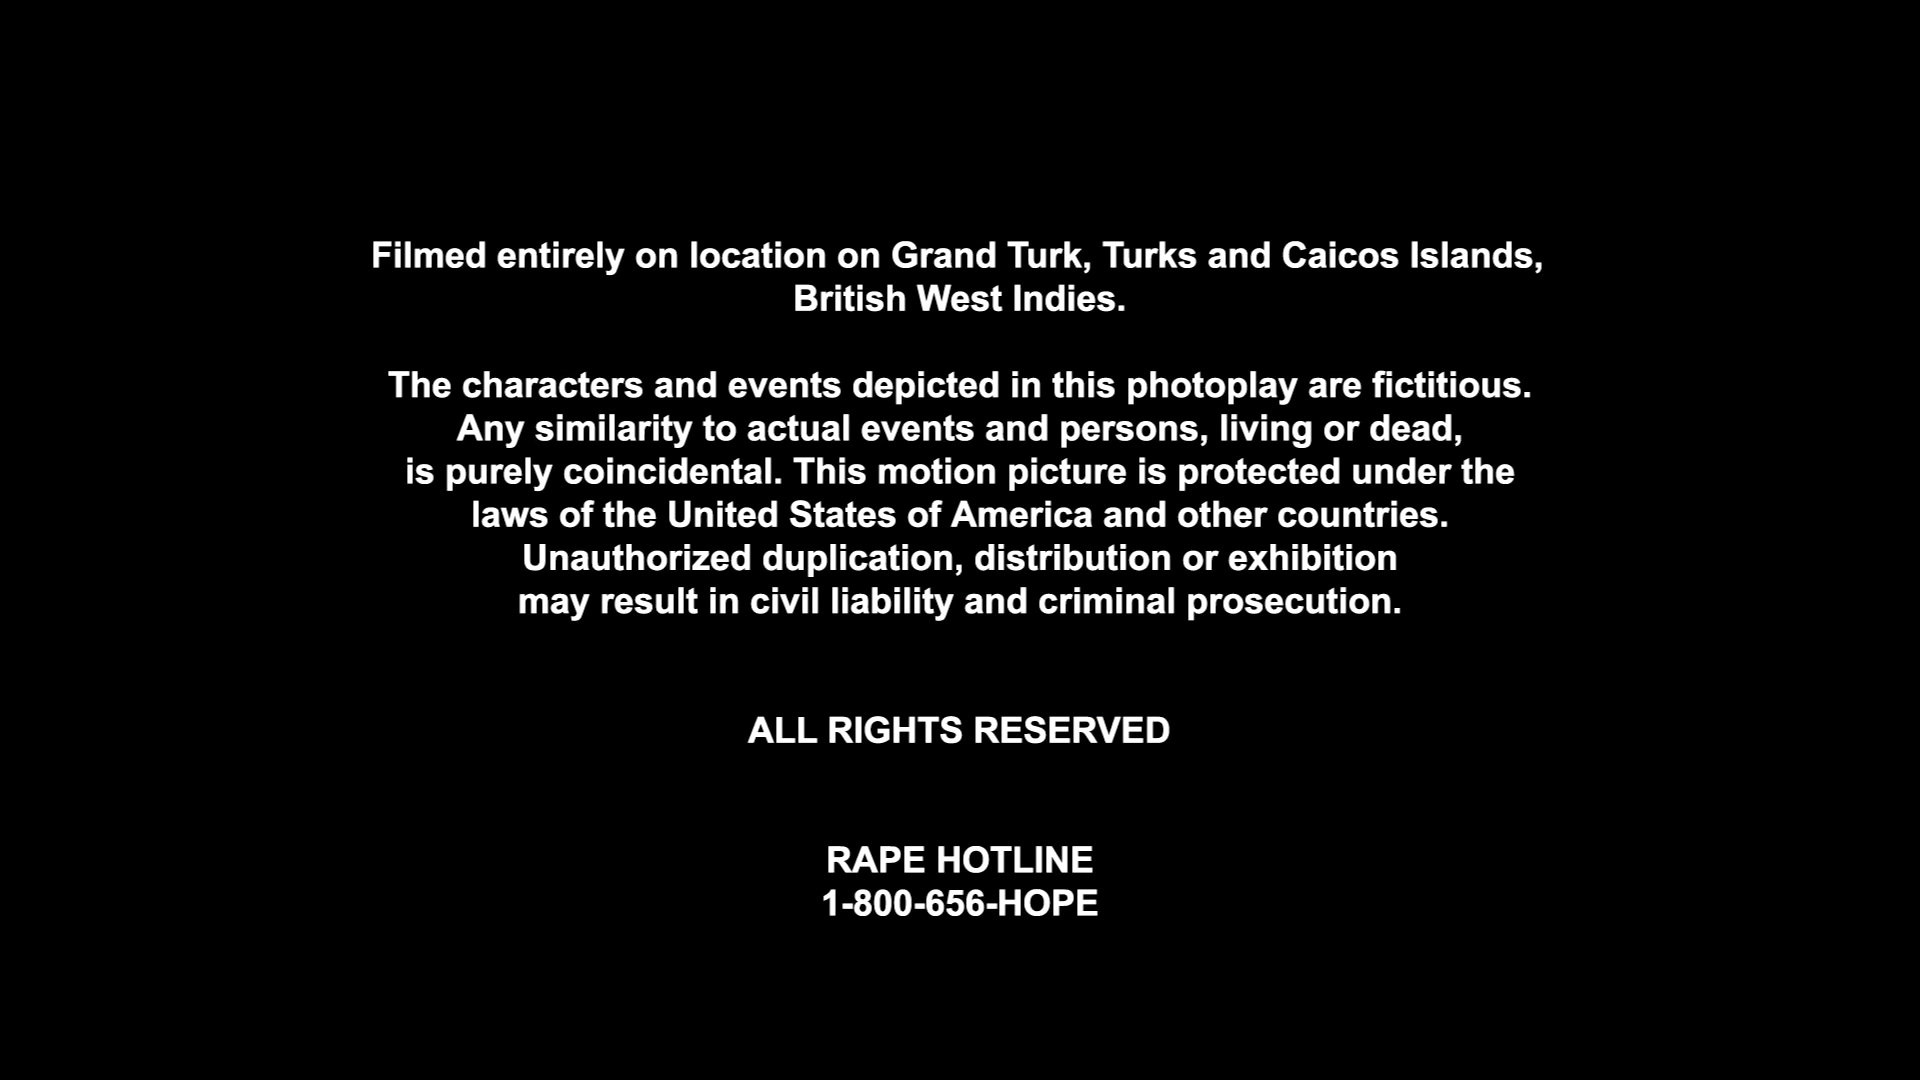 Filmed entirely on location on Grand Turk, Turks and Caicos Islands,
British West Indies.
The characters and events depicted in this photoplay are fictitious.
Any similarity to actual events and persons, living or dead,
is purely coincidental. This motion picture is protected under the
laws of the United States of America and other countries.
Unauthorized duplication, distribution or exhibition
may result in civil liability and criminal prosecution.
ALL RIGHTS RESERVED
RAPE HOTLINE
1-800-656-HOPE